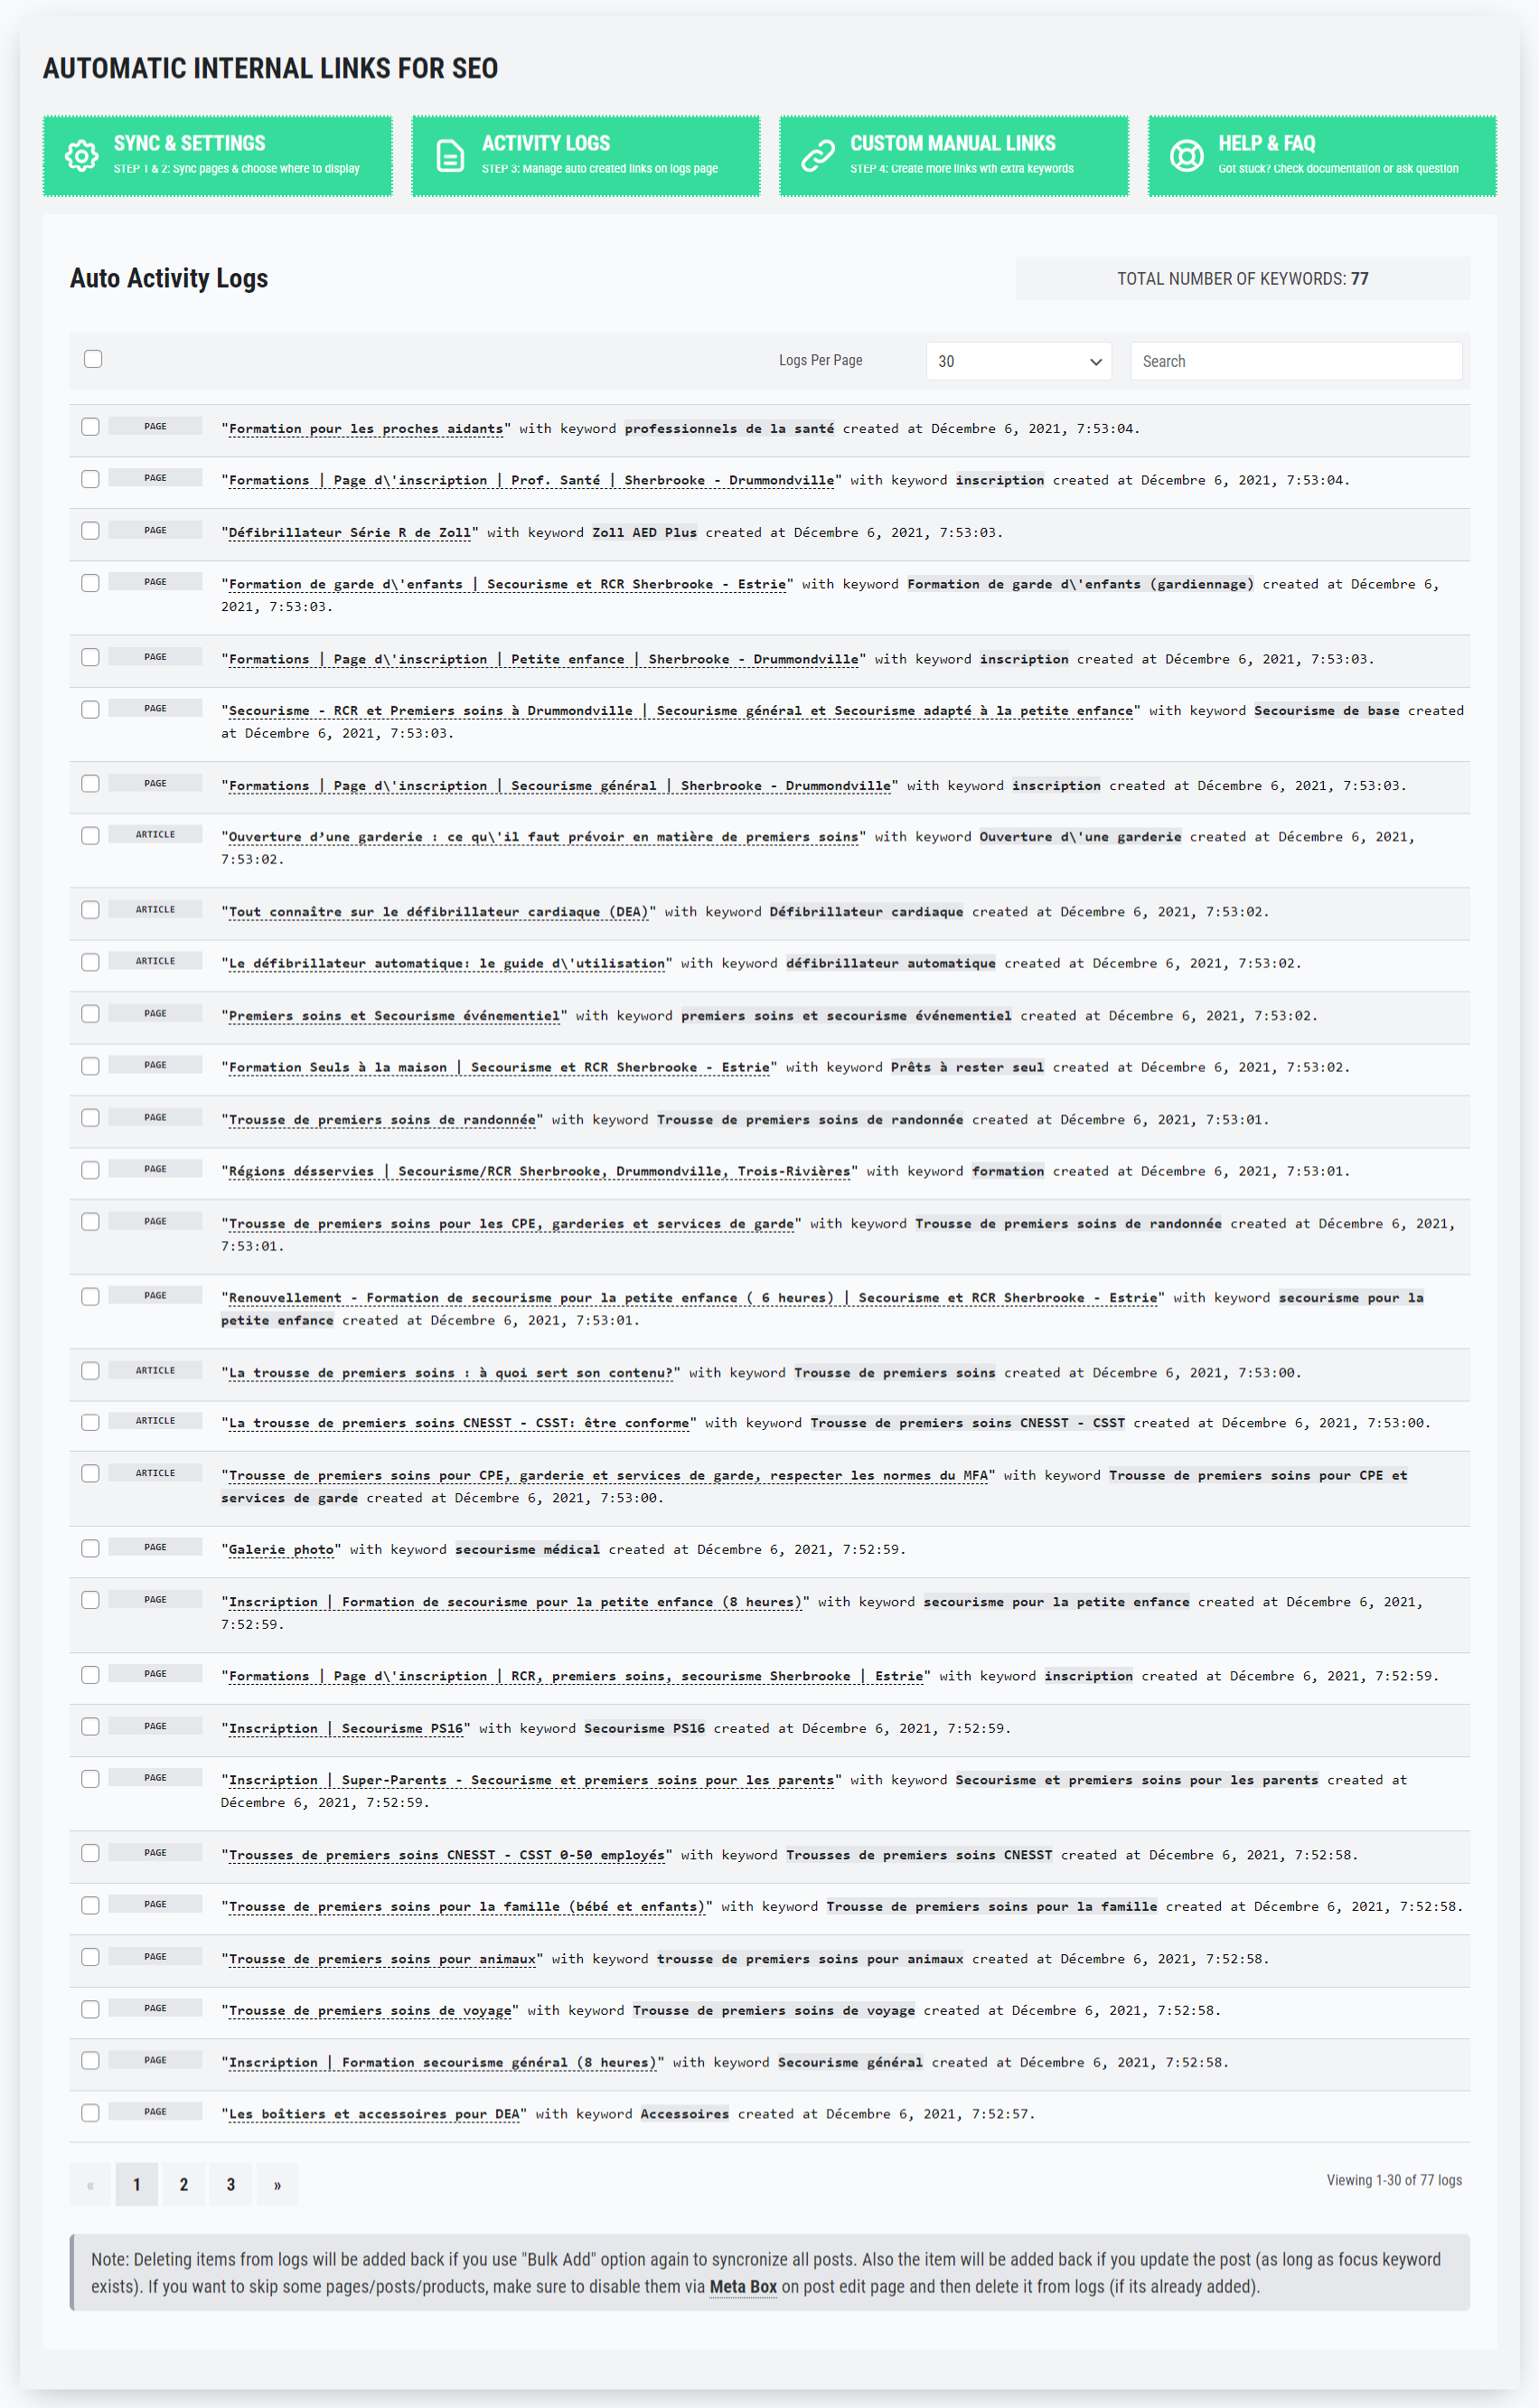 AUTOMATIC INTERNAL LINKS FOR SEO
SYNC & SETTINGS
STEP 1 & 2: Sync pages & choose where to display
ACTIVITY LOGS
STEP 3: Manage auto created links on logs page
CUSTOM MANUAL LINKS
STEP 4: Create more links wth extra keywords
HELP & FAQ
Got stuck? Check documentation or ask question
Auto Activity Logs
TOTAL NUMBER OF KEYWORDS: 77
Logs Per Page
30
Search
PAGE "Formation pour les proches aidants" with keyword professionnels de la santé created at Décembre 6, 2021, 7:53:04.
PAGE "Formations | Page d\'inscription | Prof. Santé | Sherbrooke - Drummondville" with keyword inscription created at Décembre 6, 2021, 7:53:04.
PAGE "Défibrillateur Série R de Zoll" with keyword Zoll AED Plus created at Décembre 6, 2021, 7:53:03.
PAGE "Formation de garde d\'enfants | Secourisme et RCR Sherbrooke - Estrie" with keyword Formation de garde d\'enfants (gardiennage) created at Décembre 6,
2021, 7:53:03.
PAGE "Formations | Page d\'inscription | Petite enfance | Sherbrooke - Drummondville" with keyword inscription created at Décembre 6, 2021, 7:53:03.
PAGE "Secourisme - RCR et Premiers soins à Drummondville | Secourisme général et Secourisme adapté à la petite enfance" with keyword Secourisme de base created
at Décembre 6, 2021, 7:53:03.
PAGE "Formations | Page d\'inscription | Secourisme général | Sherbrooke - Drummondville" with keyword inscription created at Décembre 6, 2021, 7:53:03.
ARTICLE "Ouverture d’une garderie : ce qu\'il faut prévoir en matière de premiers soins" with keyword Ouverture d\'une garderie created at Décembre 6, 2021,
7:53:02.
ARTICLE "Tout connaître sur le défibrillateur cardiaque (DEA)" with keyword Défibrillateur cardiaque created at Décembre 6, 2021, 7:53:02.
ARTICLE "Le défibrillateur automatique: le guide d\'utilisation" with keyword défibrillateur automatique created at Décembre 6, 2021, 7:53:02.
PAGE "Premiers soins et Secourisme événementiel" with keyword premiers soins et secourisme événementiel created at Décembre 6, 2021, 7:53:02.
PAGE "Formation Seuls à la maison | Secourisme et RCR Sherbrooke - Estrie" with keyword Prêts à rester seul created at Décembre 6, 2021, 7:53:02.
PAGE "Trousse de premiers soins de randonnée" with keyword Trousse de premiers soins de randonnée created at Décembre 6, 2021, 7:53:01.
PAGE "Régions désservies | Secourisme/RCR Sherbrooke, Drummondville, Trois-Rivières" with keyword formation created at Décembre 6, 2021, 7:53:01.
PAGE "Trousse de premiers soins pour les CPE, garderies et services de garde" with keyword Trousse de premiers soins de randonnée created at Décembre 6, 2021,
7:53:01.
PAGE "Renouvellement - Formation de secourisme pour la petite enfance ( 6 heures) | Secourisme et RCR Sherbrooke - Estrie" with keyword secourisme pour la
petite enfance created at Décembre 6, 2021, 7:53:01.
ARTICLE "La trousse de premiers soins : à quoi sert son contenu?" with keyword Trousse de premiers soins created at Décembre 6, 2021, 7:53:00.
ARTICLE "La trousse de premiers soins CNESST - CSST: être conforme" with keyword Trousse de premiers soins CNESST - CSST created at Décembre 6, 2021, 7:53:00.
ARTICLE "Trousse de premiers soins pour CPE, garderie et services de garde, respecter les normes du MFA" with keyword Trousse de premiers soins pour CPE et
services de garde created at Décembre 6, 2021, 7:53:00.
PAGE "Galerie photo" with keyword secourisme médical created at Décembre 6, 2021, 7:52:59.
PAGE "Inscription | Formation de secourisme pour la petite enfance (8 heures)" with keyword secourisme pour la petite enfance created at Décembre 6, 2021,
7:52:59.
PAGE "Formations | Page d\'inscription | RCR, premiers soins, secourisme Sherbrooke | Estrie" with keyword inscription created at Décembre 6, 2021, 7:52:59.
PAGE "Inscription | Secourisme PS16" with keyword Secourisme PS16 created at Décembre 6, 2021, 7:52:59.
PAGE "Inscription | Super-Parents - Secourisme et premiers soins pour les parents" with keyword Secourisme et premiers soins pour les parents created at
Décembre 6, 2021, 7:52:59.
PAGE "Trousses de premiers soins CNESST - CSST 0-50 employés" with keyword Trousses de premiers soins CNESST created at Décembre 6, 2021, 7:52:58.
PAGE "Trousse de premiers soins pour la famille (bébé et enfants)" with keyword Trousse de premiers soins pour la famille created at Décembre 6, 2021, 7:52:58.
PAGE "Trousse de premiers soins pour animaux" with keyword trousse de premiers soins pour animaux created at Décembre 6, 2021, 7:52:58.
PAGE "Trousse de premiers soins de voyage" with keyword Trousse de premiers soins de voyage created at Décembre 6, 2021, 7:52:58.
PAGE "Inscription | Formation secourisme général (8 heures)" with keyword Secourisme général created at Décembre 6, 2021, 7:52:58.
PAGE "Les boîtiers et accessoires pour DEA" with keyword Accessoires created at Décembre 6, 2021, 7:52:57.
« 1 2 3 »
Viewing 1-30 of 77 logs
Note: Deleting items from logs will be added back if you use "Bulk Add" option again to syncronize all posts. Also the item will be added back if you update the post (as long as focus keyword
exists). If you want to skip some pages/posts/products, make sure to disable them via Meta Box on post edit page and then delete it from logs (if its already added).